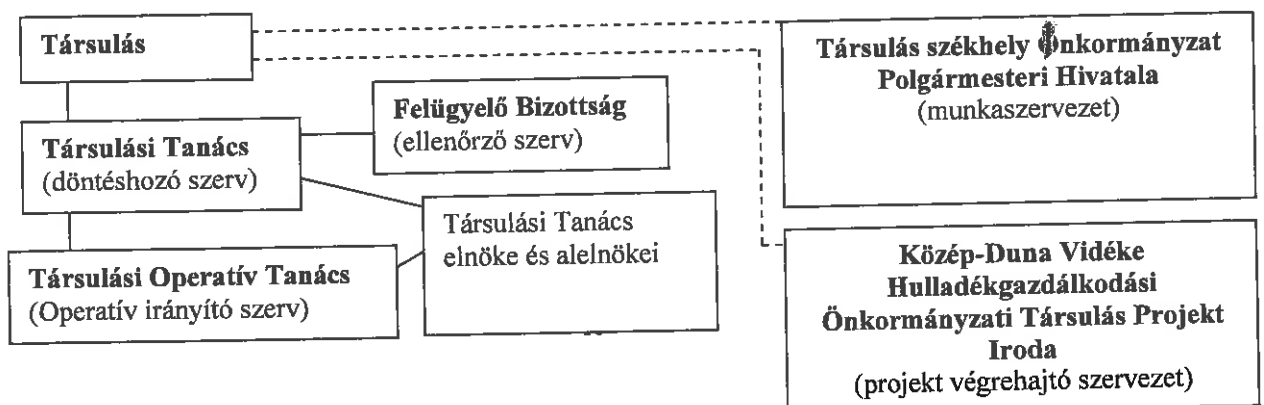 Társulás
Társulási Tanács
(döntéshozó szerv)
Társulási Operatív Tanács
(Operatív irányító szerv)
Felügyelő Bizottság
(ellenőrző szerv)
Társulási Tanács
elnöke és alelnökei
Társulás székhely Önkormányzat
Polgármesteri Hivatala
(munkaszervezet)
Közép-Duna Vidéke
Hulladékgazdálkodási
Önkormányzati Társulás Projekt
Iroda
(projekt végrehajtó szervezet)